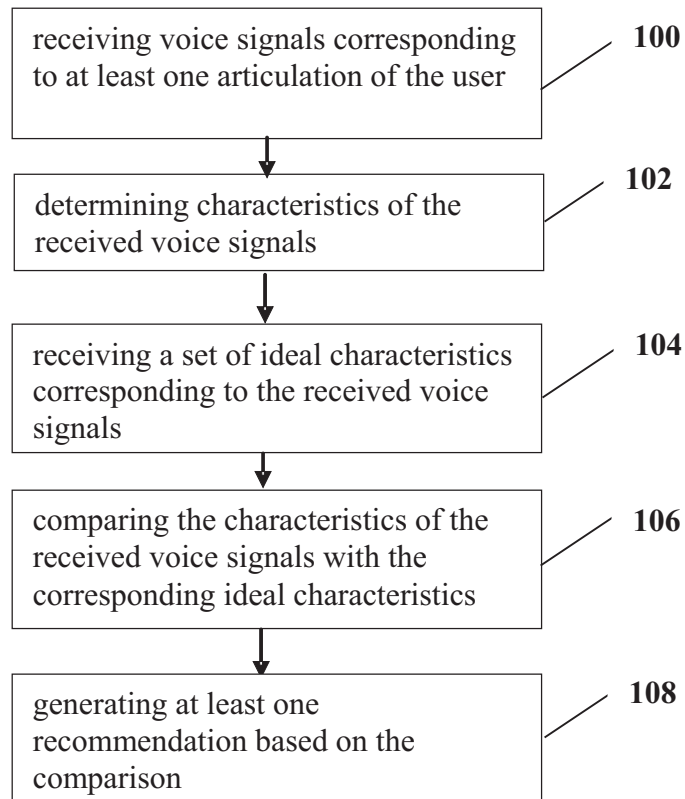 receiving voice signals corresponding
to at least one articulation of the user
100
determining characteristics of the
received voice signals
102
receiving a set of ideal characteristics
corresponding to the received voice
signals
104
comparing the characteristics of the
received voice signals with the
corresponding ideal characteristics
106
generating at least one
recommendation based on the
comparison
108